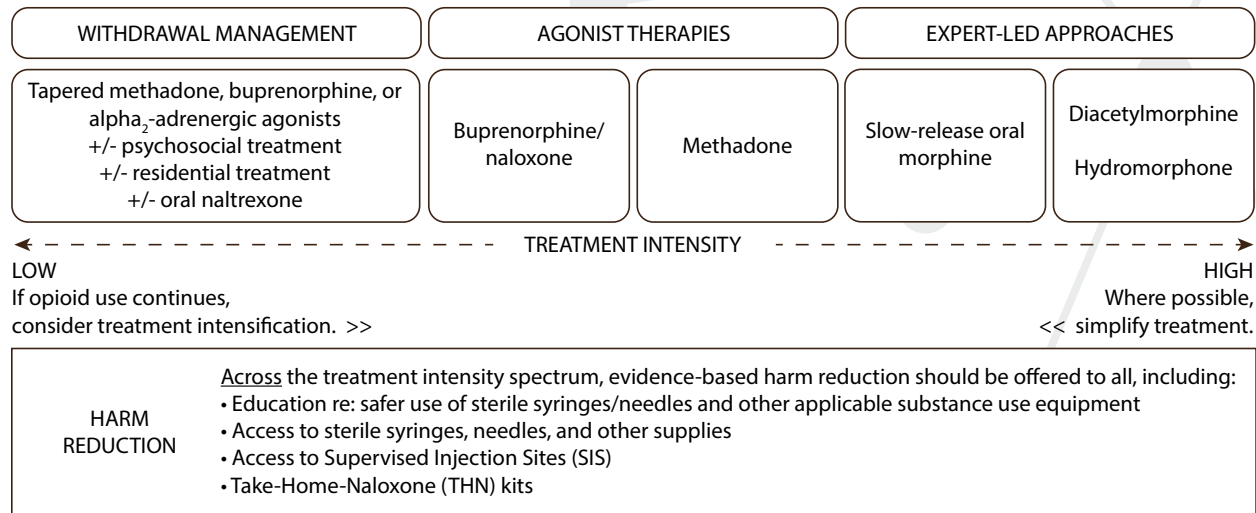 WITHDRAWAL MANAGEMENT
AGONIST THERAPIES
EXPERT-LED APPROACHES
Tapered methadone, buprenorphine, or
alpha₂-adrenergic agonists
+/- psychosocial treatment
+/- residential treatment
+/- oral naltrexone
Buprenorphine/
naloxone
Methadone
Slow-release oral
morphine
Diacetylmorphine
Hydromorphone
TREATMENT INTENSITY
LOW
If opioid use continues,
consider treatment intensification. >>
HIGH
Where possible,
<< simplify treatment.
HARM
REDUCTION
Across the treatment intensity spectrum, evidence-based harm reduction should be offered to all, including:
• Education re: safer use of sterile syringes/needles and other applicable substance use equipment
• Access to sterile syringes, needles, and other supplies
• Access to Supervised Injection Sites (SIS)
• Take-Home-Naloxone (THN) kits